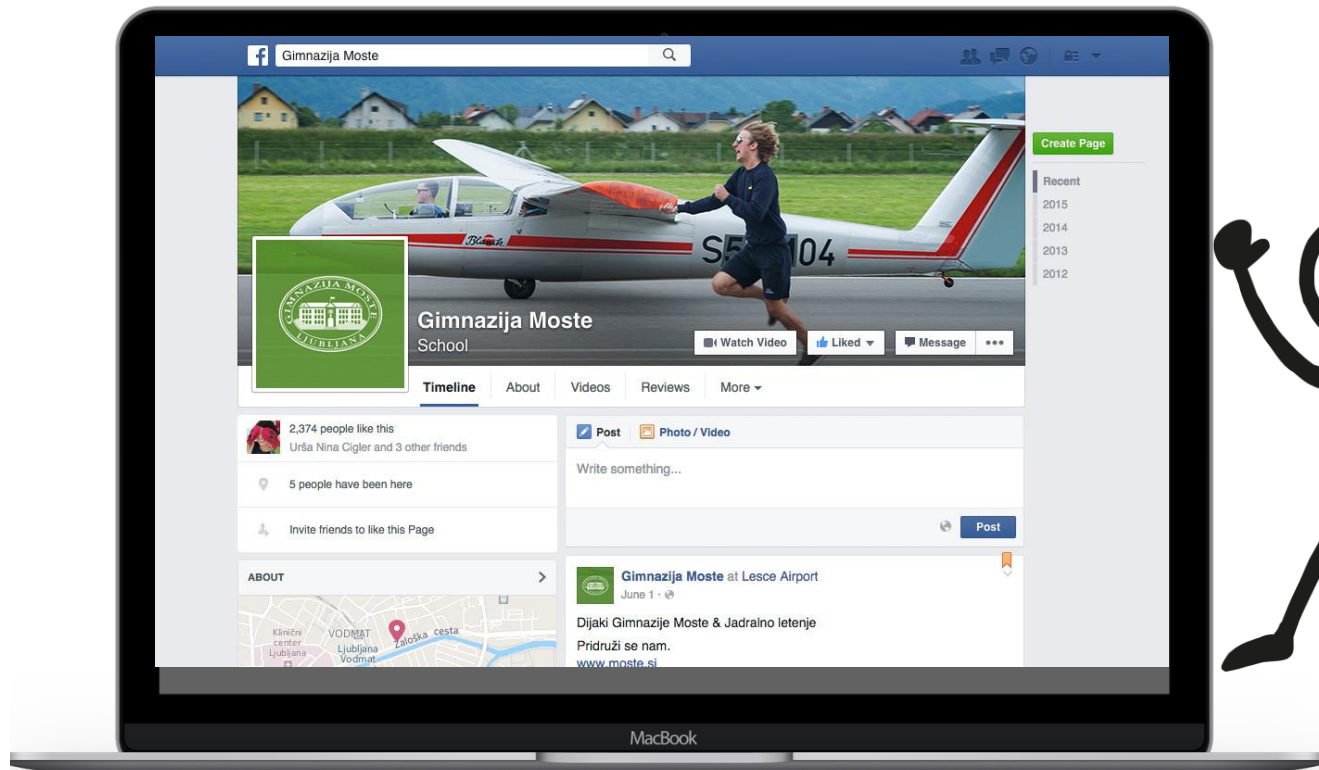 Gimnazija Moste
Create Page
Recent
2015
2014
2013
2012
Blanik
104
GIMNAZIJA MOSTE
LJUBLJANA
Gimnazija Moste
School
Watch Video
Liked
Message
Timeline
About
Videos
Reviews
More
2,374 people like this
Urša Nina Cigler and 3 other friends
5 people have been here
Invite friends to like this Page
ABOUT
Klinični
center
Ljubljana
VODMAT
Ljubljana
Vodmat
Zaloška cesta
Post
Photo / Video
Write something...
Post
Gimnazija Moste at Lesce Airport
June 1 ·
Dijaki Gimnazije Moste & Jadralno letenje
Pridruži se nam.
www.moste.si
MacBook